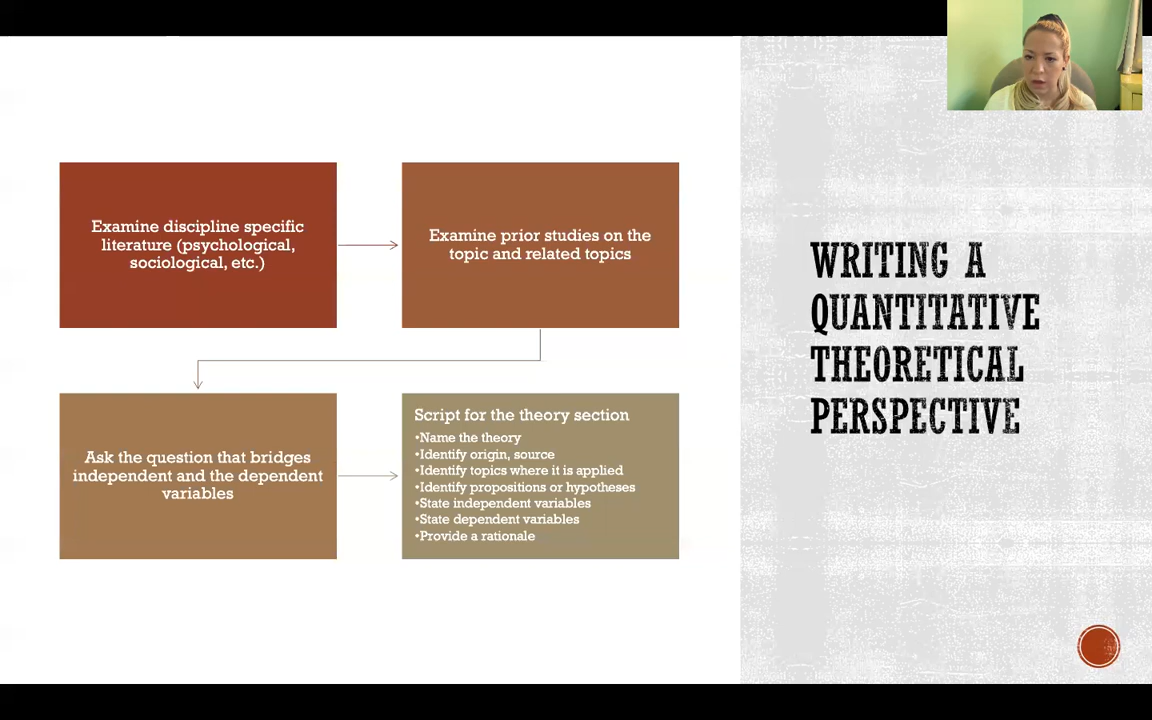 Examine discipline specific
literature (psychological,
sociological, etc.)
Examine prior studies on the
topic and related topics
Ask the question that bridges
independent and the dependent
variables
Script for the theory section
•Name the theory
•Identify origin, source
•Identify topics where it is applied
•Identify propositions or hypotheses
•State independent variables
•State dependent variables
•Provide a rationale
WRITING A
QUANTITATIVE
THEORETICAL
PERSPECTIVE